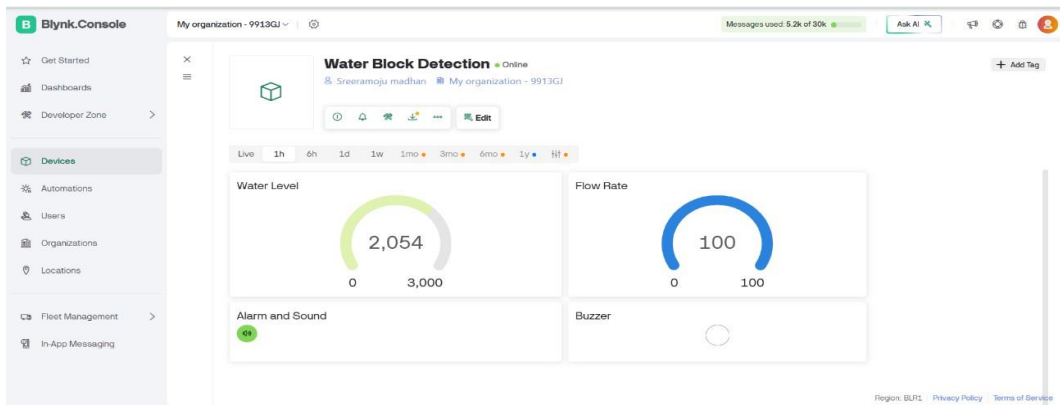 B Blynk.Console
My organization - 9913GJ
Messages used: 5.2k of 30k
Ask AI
Get Started
Dashboards
Developer Zone
Devices
Automations
Users
Organizations
Locations
Fleet Management
In-App Messaging
Water Block Detection Online
Sreeramoju madhan My organization - 9913GJ
Add Tag
Edit
Live 1h 6h 1d 1w 1mo 3mo 6mo 1y
Water Level
2,054
0 3,000
Flow Rate
100
0 100
Alarm and Sound
Buzzer
Region: BLR1 Privacy Policy Terms of Service